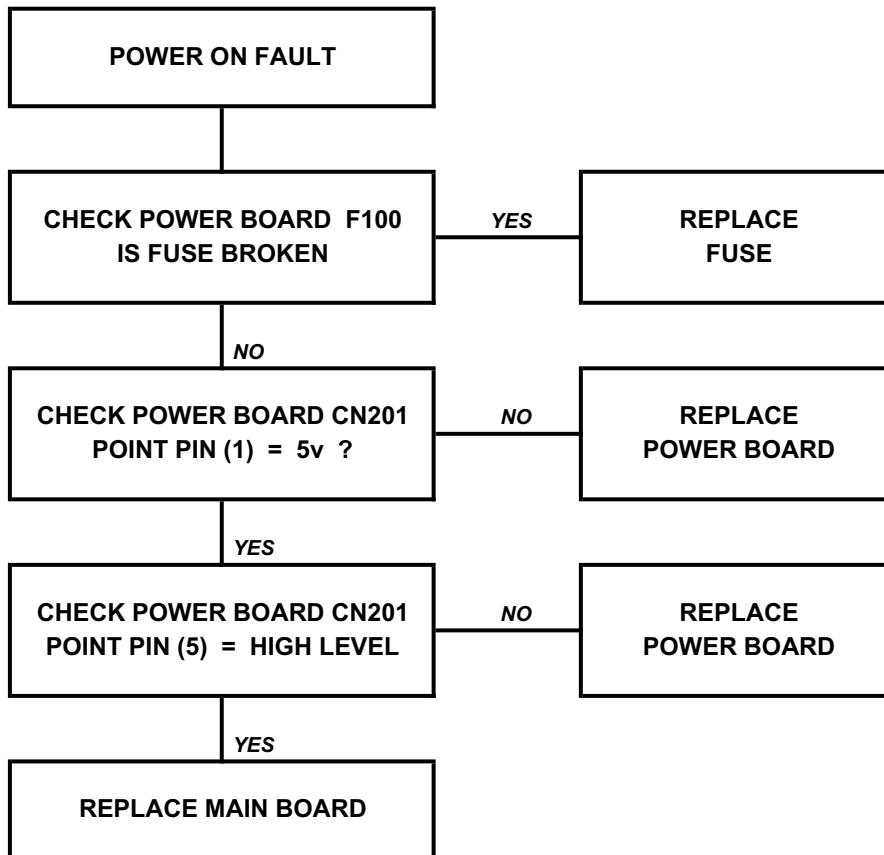 POWER ON FAULT
CHECK POWER BOARD F100
IS FUSE BROKEN
YES
REPLACE
FUSE
NO
CHECK POWER BOARD CN201
POINT PIN (1) = 5v ?
NO
REPLACE
POWER BOARD
YES
CHECK POWER BOARD CN201
POINT PIN (5) = HIGH LEVEL
NO
REPLACE
POWER BOARD
YES
REPLACE MAIN BOARD